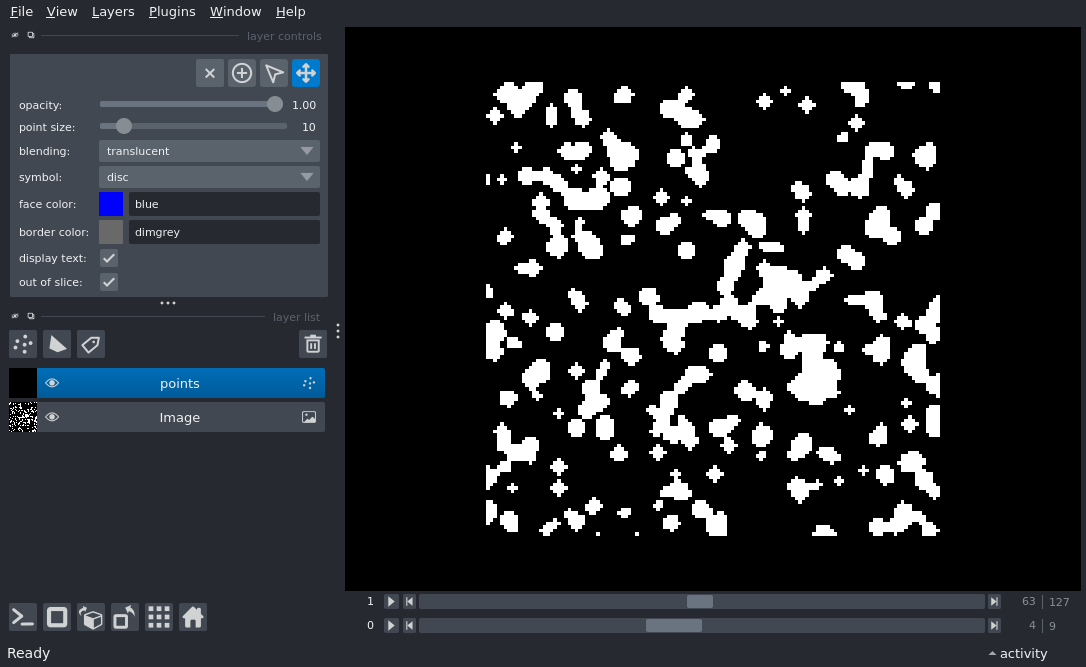 File View Layers Plugins Window Help
layer controls
opacity: 1.00
point size: 10
blending: translucent
symbol: disc
face color: blue
border color: dimgrey
display text:
out of slice:
layer list
points
Image
1 63 127
0 4 9
Ready activity